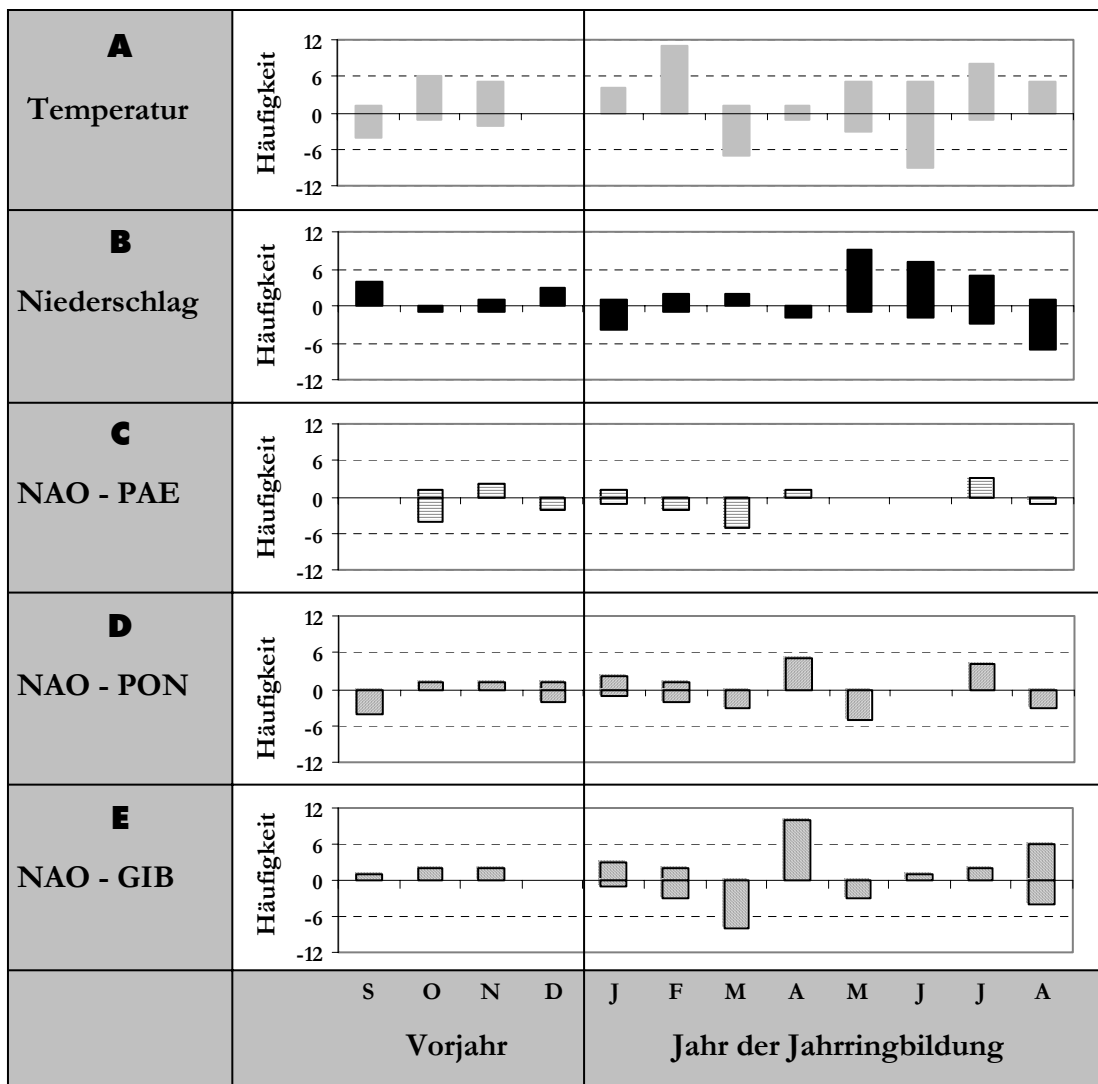 A
Temperatur
Häufigkeit
12
6
0
-6
-12
B
Niederschlag
Häufigkeit
12
6
0
-6
-12
C
NAO - PAE
Häufigkeit
12
6
0
-6
-12
D
NAO - PON
Häufigkeit
12
6
0
-6
-12
E
NAO - GIB
Häufigkeit
12
6
0
-6
-12
S O N D J F M A M J J A
Vorjahr Jahr der Jahrringbildung